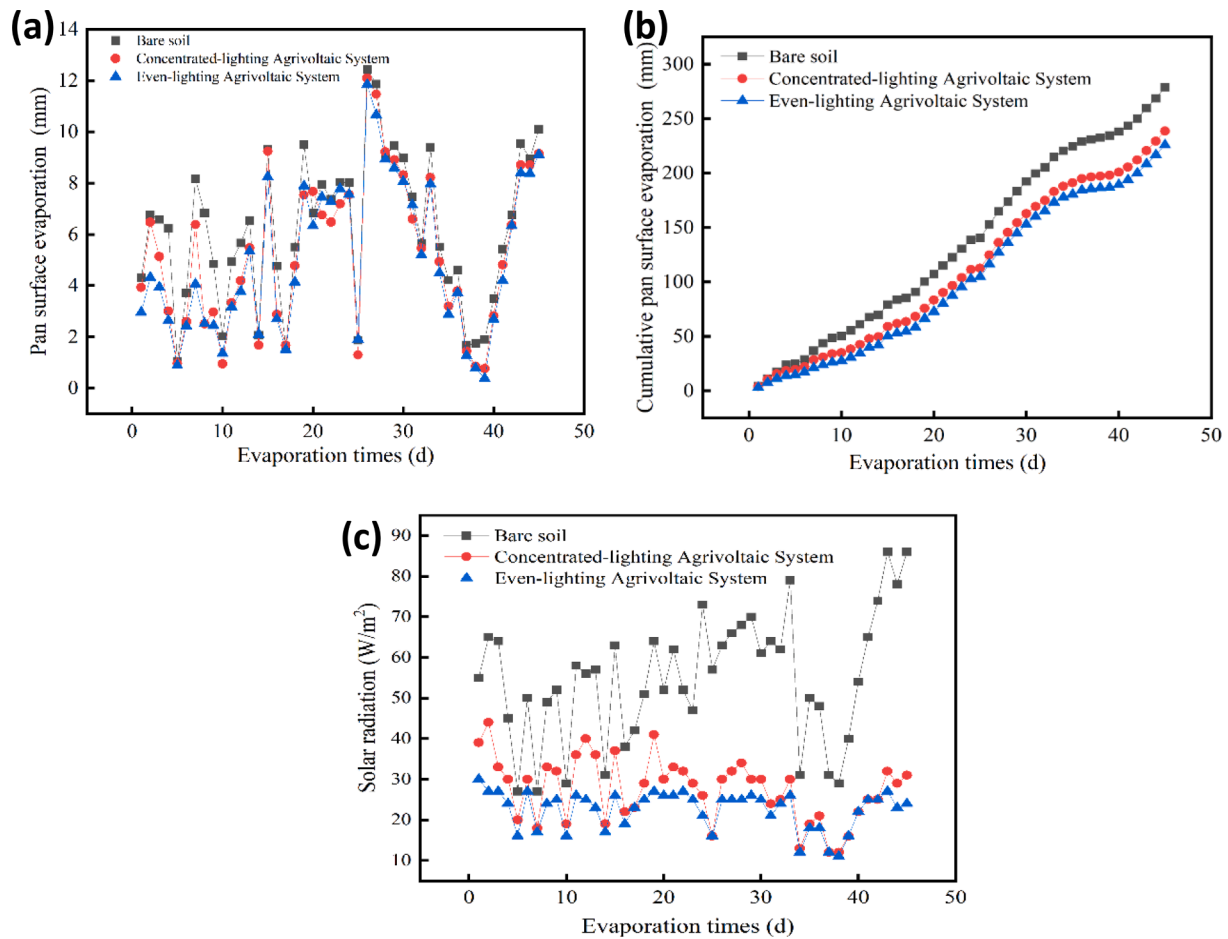 (a)
14
12
10
8
6
4
2
0
Pan surface evaporation (mm)
Bare soil
Concentrated-lighting Agrivoltaic System
Even-lighting Agrivoltaic System
0 10 20 30 40 50
Evaporation times (d)
(b)
300
250
200
150
100
50
0
Cumulative pan surface evaporation (mm)
Bare soil
Concentrated-lighting Agrivoltaic System
Even-lighting Agrivoltaic System
0 10 20 30 40 50
Evaporation times (d)
(c)
90
80
70
60
50
40
30
20
10
Solar radiation (W/m²)
Bare soil
Concentrated-lighting Agrivoltaic System
Even-lighting Agrivoltaic System
0 10 20 30 40 50
Evaporation times (d)